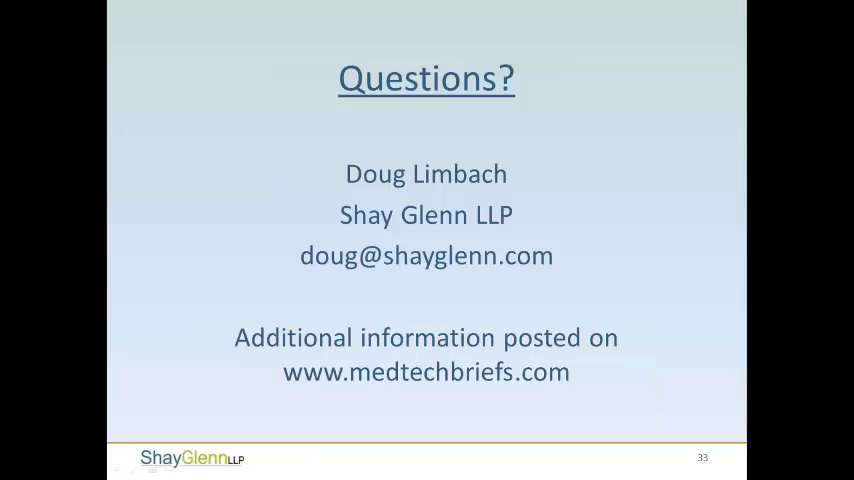 Questions?
Doug Limbach
Shay Glenn LLP
doug@shayglenn.com
Additional information posted on
www.medtechbriefs.com
ShayGlennLLP
33